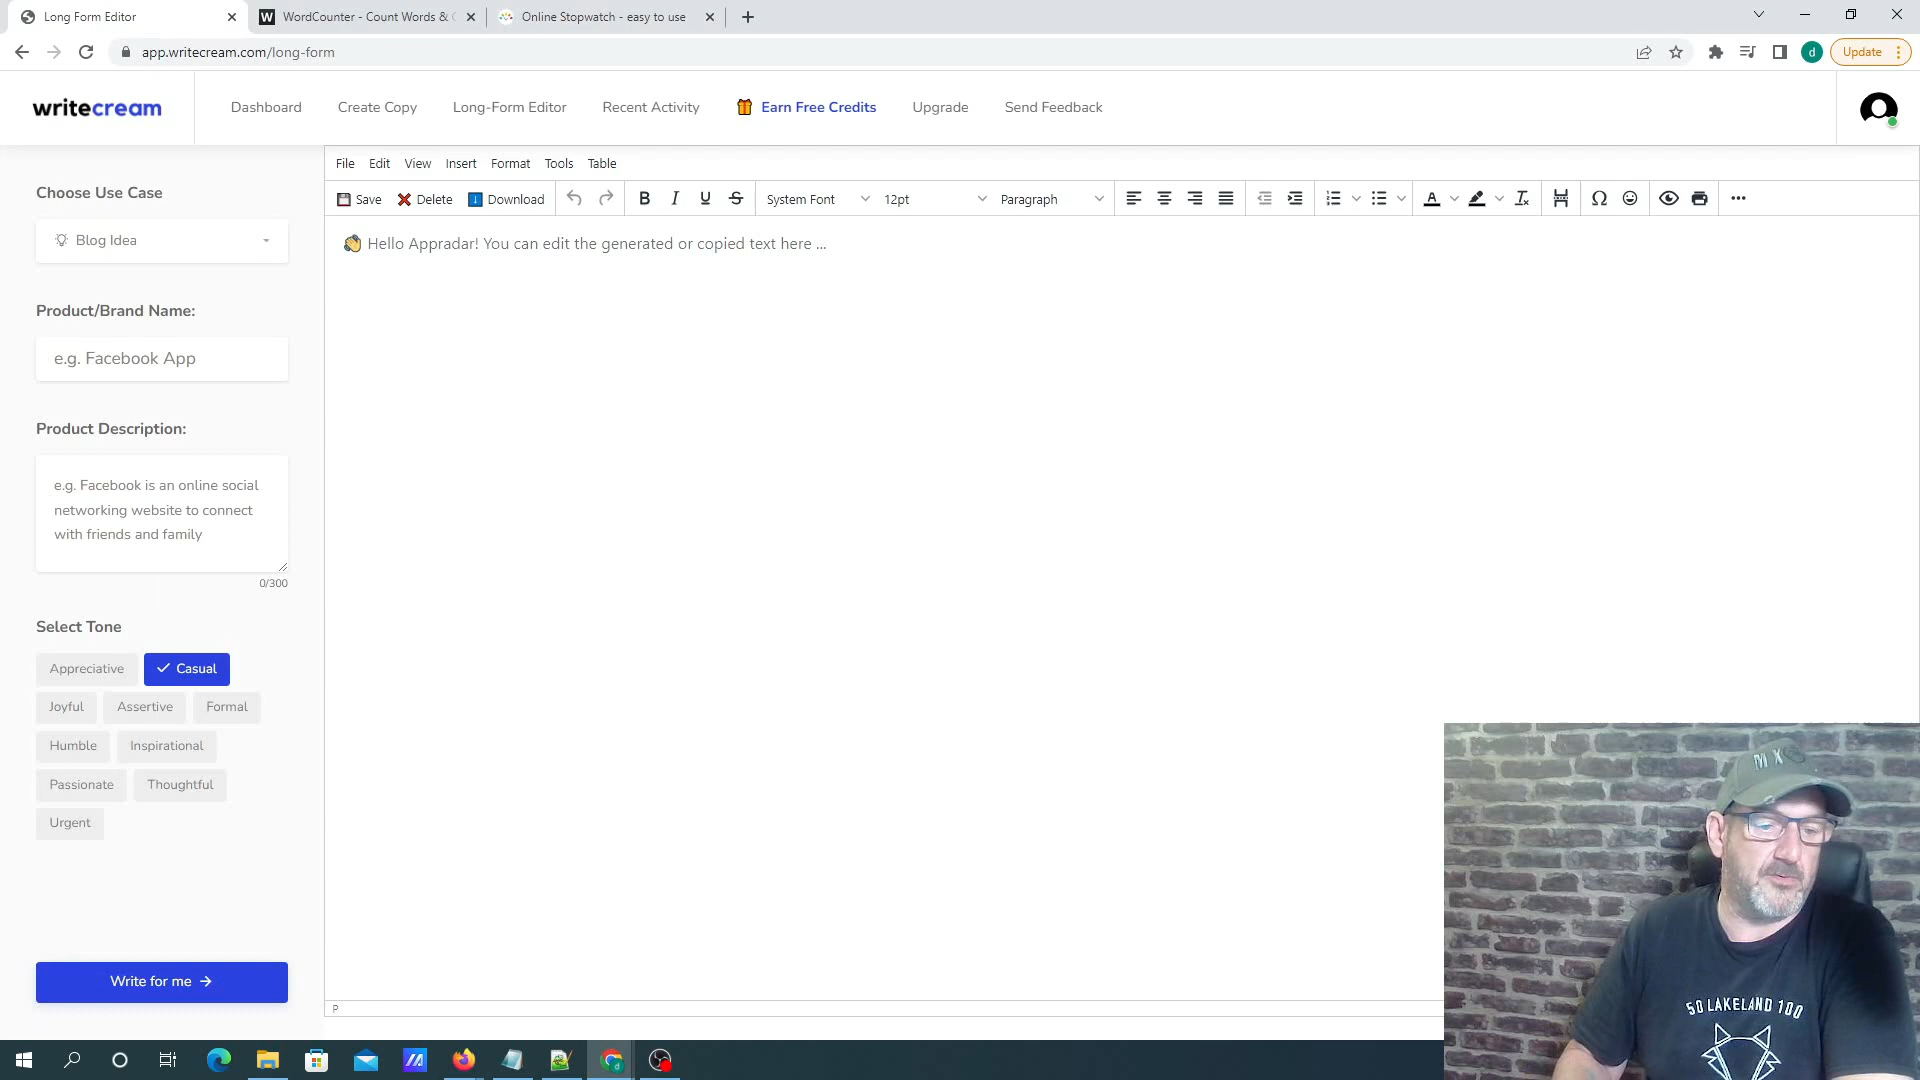 Long Form Editor
WordCounter - Count Words &
Online Stopwatch - easy to use
app.writecream.com/long-form
d
Update
writecream
Dashboard
Create Copy
Long-Form Editor
Recent Activity
Earn Free Credits
Upgrade
Send Feedback
Choose Use Case
Blog Idea
Product/Brand Name:
e.g. Facebook App
Product Description:
e.g. Facebook is an online social
networking website to connect
with friends and family
0/300
Select Tone
Appreciative
Casual
Joyful
Assertive
Formal
Humble
Inspirational
Passionate
Thoughtful
Urgent
Write for me
File
Edit
View
Insert
Format
Tools
Table
Save
Delete
Download
B
I
U
S
System Font
12pt
Paragraph
A
Ω
👋 Hello Appradar! You can edit the generated or copied text here ...
P
50 LAKELAND 100